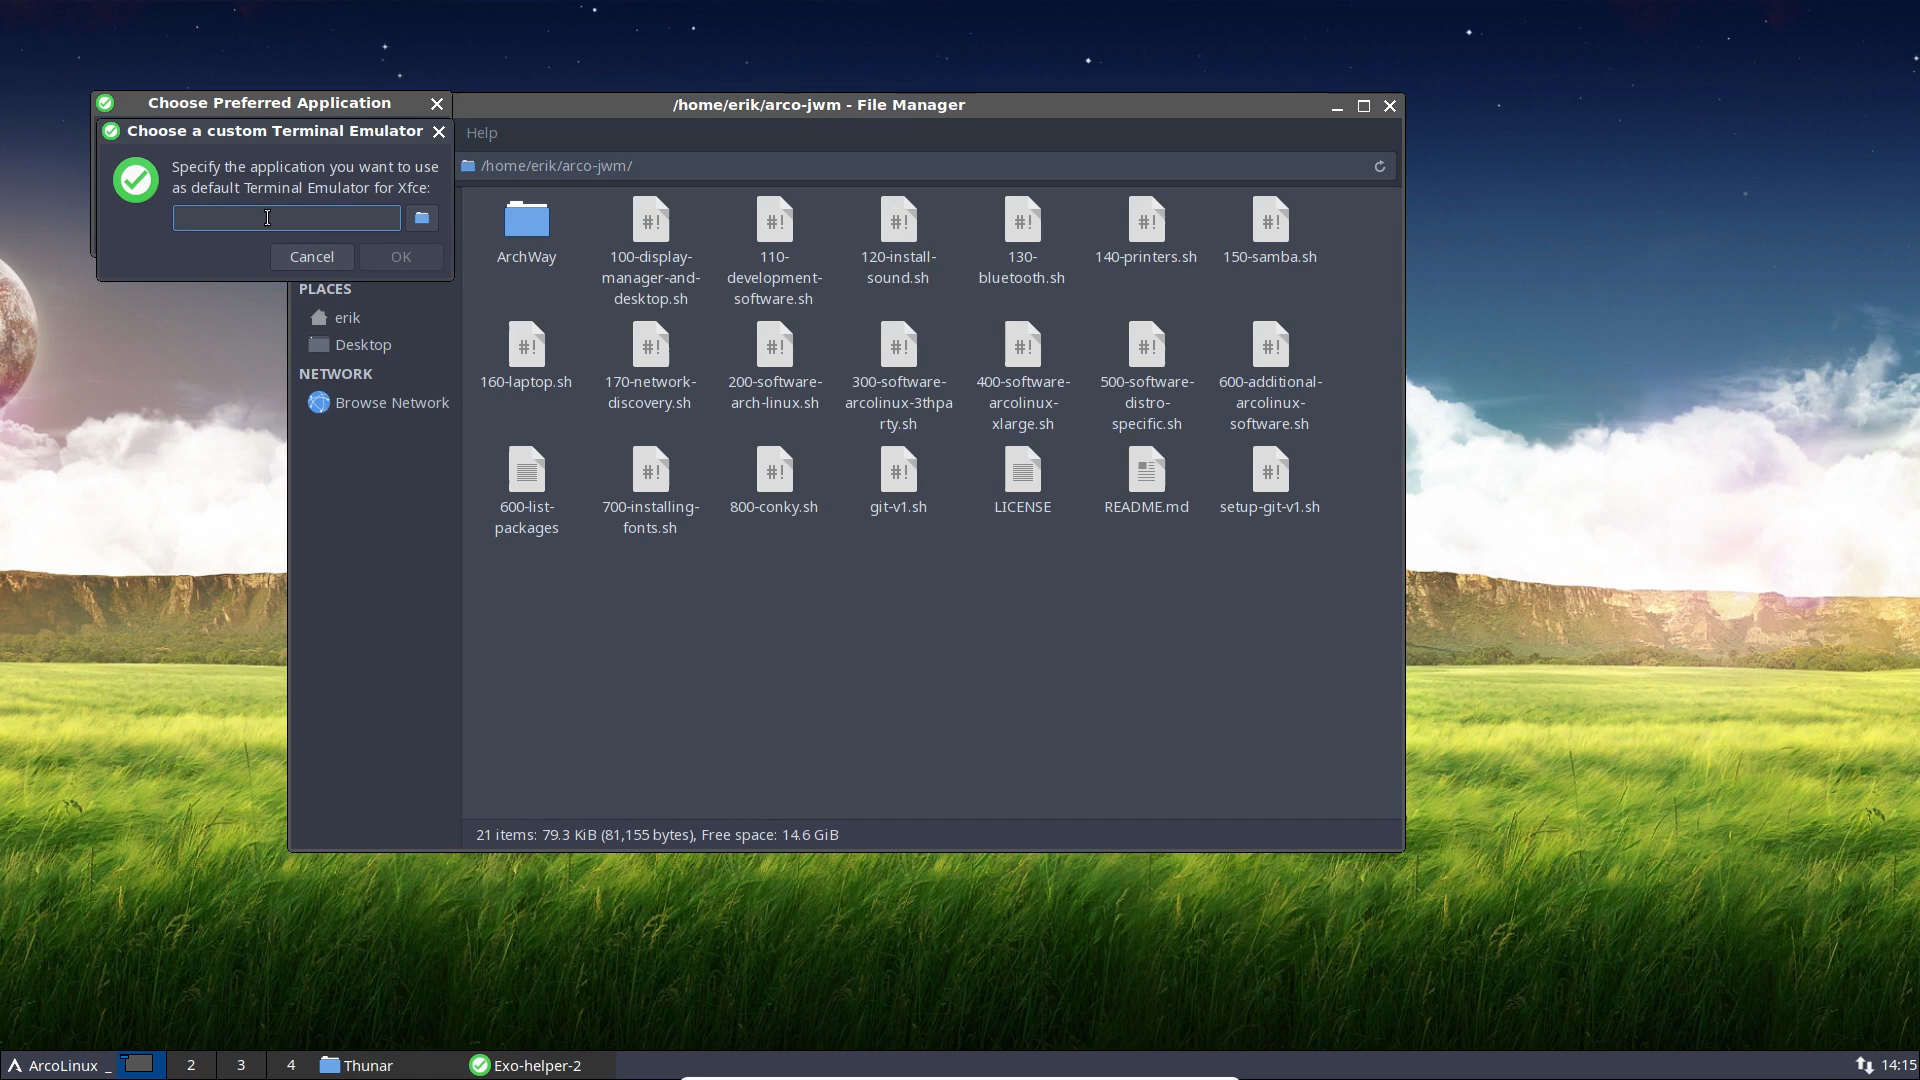 Choose Preferred Application
Choose a custom Terminal Emulator
Specify the application you want to use
as default Terminal Emulator for Xfce:
Cancel
OK
/home/erik/arco-jwm - File Manager
Help
/home/erik/arco-jwm/
PLACES
erik
Desktop
NETWORK
Browse Network
ArchWay
100-display-
manager-and-
desktop.sh
110-
development-
software.sh
120-install-
sound.sh
130-
bluetooth.sh
140-printers.sh
150-samba.sh
160-laptop.sh
170-network-
discovery.sh
200-software-
arch-linux.sh
300-software-
arcolinux-3thpa
rty.sh
400-software-
arcolinux-
xlarge.sh
500-software-
distro-
specific.sh
600-additional-
arcolinux-
software.sh
600-list-
packages
700-installing-
fonts.sh
800-conky.sh
git-v1.sh
LICENSE
README.md
setup-git-v1.sh
21 items: 79.3 KiB (81,155 bytes), Free space: 14.6 GiB
ArcoLinux _
2
3
4
Thunar
Exo-helper-2
14:15